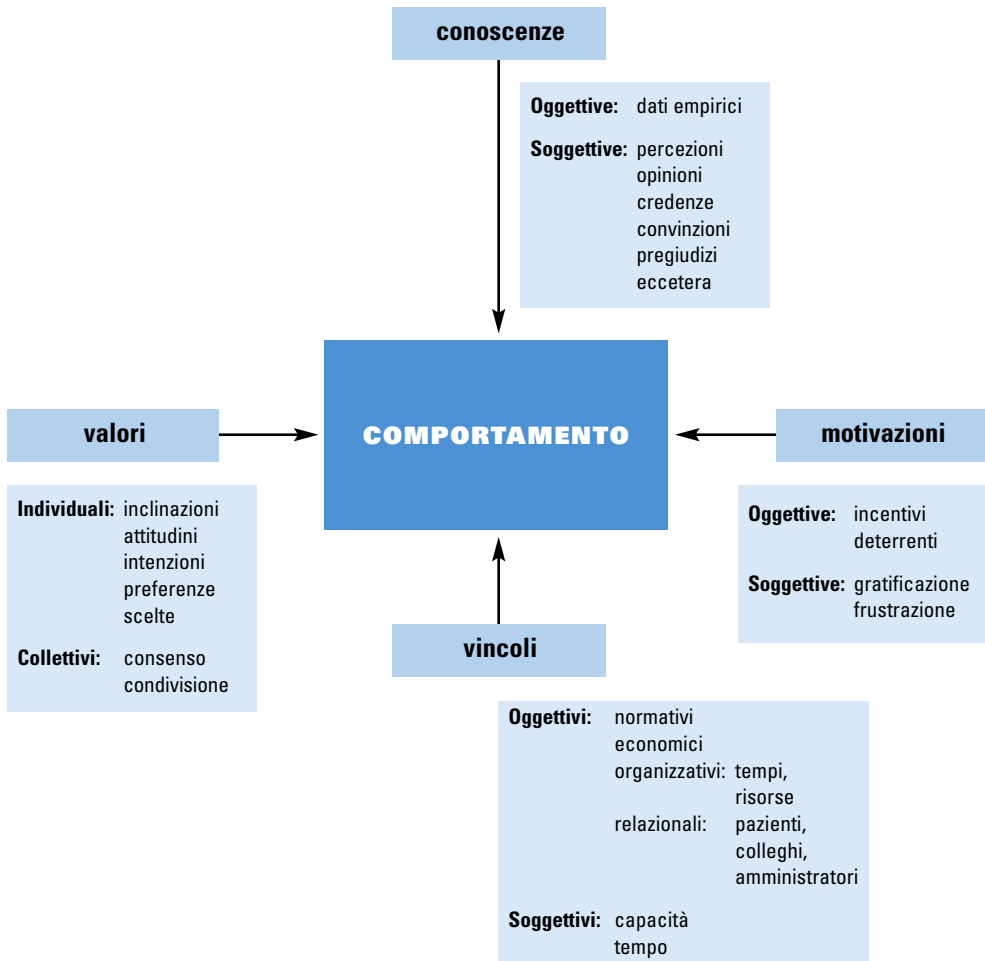 conoscenze
Oggettive: dati empirici
Soggettive: percezioni
opinioni
credenze
convinzioni
pregiudizi
eccetera
valori
COMPORTAMENTO
motivazioni
Individuali: inclinazioni
attitudini
intenzioni
preferenze
scelte
Collettivi: consenso
condivisione
Oggettive: incentivi
deterrenti
Soggettive: gratificazione
frustrazione
vincoli
Oggettivi: normativi
economici
organizzativi: tempi,
risorse
relazionali: pazienti,
colleghi,
amministratori
Soggettivi: capacità
tempo